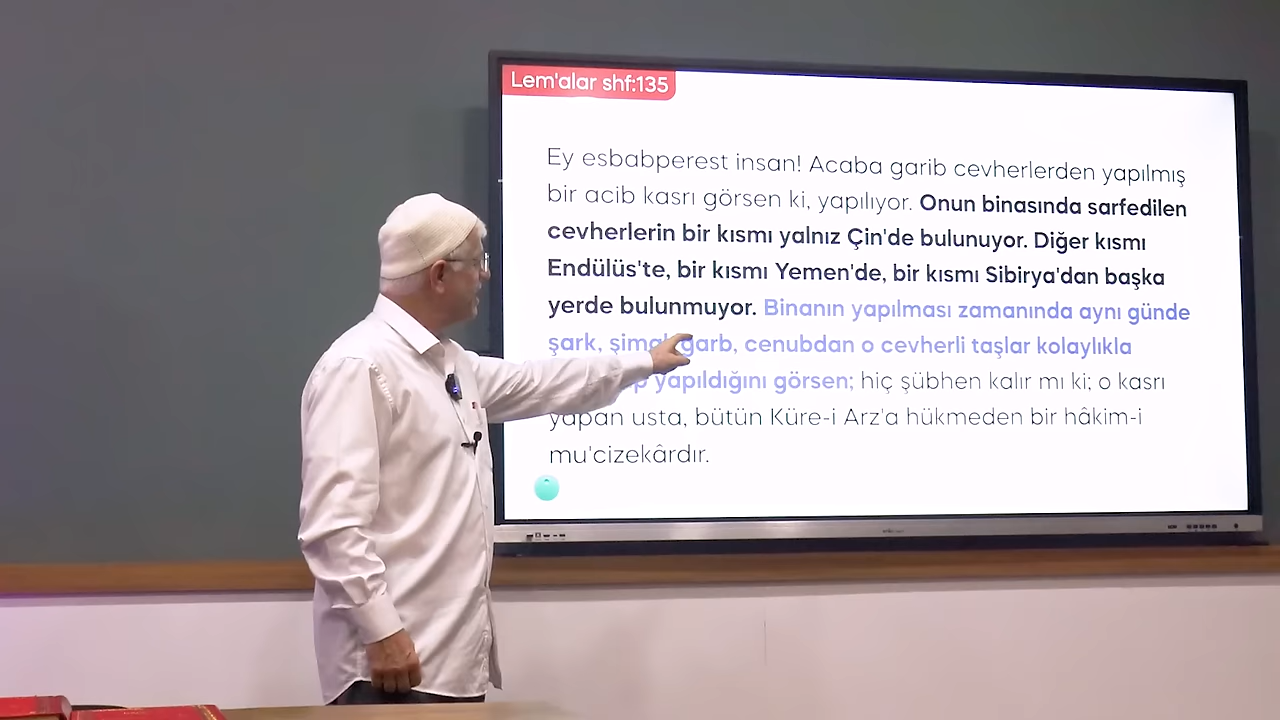 Lem'alar shf:135
Ey esbabperest insan! Acaba garib cevherlerden yapılmış
bir acib kasrı görsen ki, yapılıyor. Onun binasında sarfedilen
cevherlerin bir kısmı yalnız Çin'de bulunuyor. Diğer kısmı
Endülüs'te, bir kısmı Yemen'de, bir kısmı Sibirya'dan başka
yerde bulunmuyor. Binanın yapılması zamanında aynı günde
şark, şimal, garb, cenubdan o cevherli taşlar kolaylıkla
yapıldığını görsen; hiç şübhen kalır mı ki; o kasrı
yapan usta, bütün Küre-i Arz'a hükmeden bir hâkim-i
mu'cizekârdır.